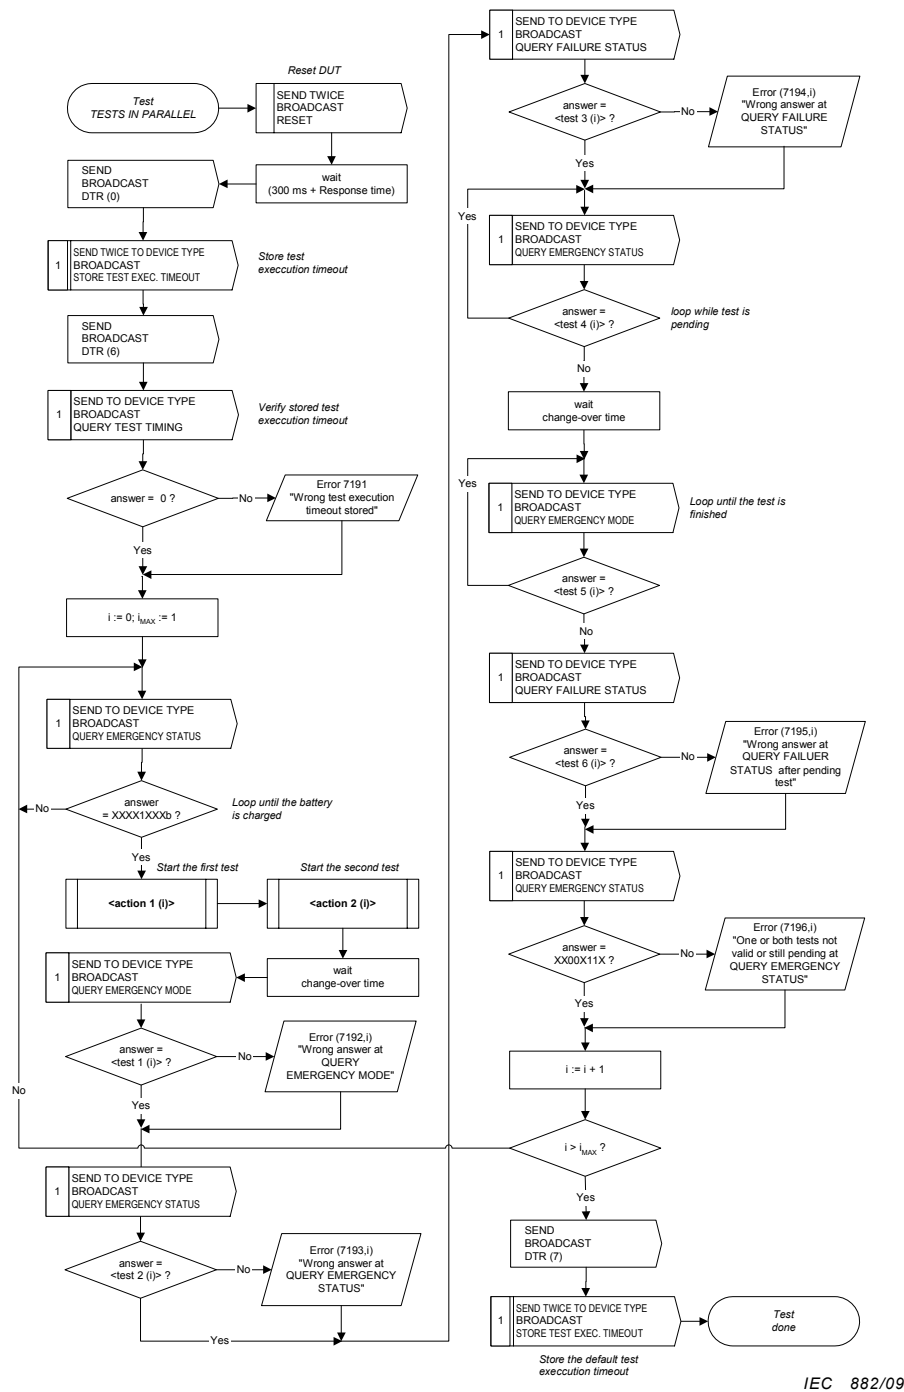 Test
TESTS IN PARALLEL
Reset DUT
SEND TWICE
BROADCAST
RESET
wait
(300 ms + Response time)
SEND
BROADCAST
DTR (0)
1
SEND TWICE TO DEVICE TYPE
BROADCAST
STORE TEST EXEC. TIMEOUT
Store test
execcution timeout
SEND
BROADCAST
DTR (6)
1
SEND TO DEVICE TYPE
BROADCAST
QUERY TEST TIMING
Verify stored test
execcution timeout
answer = 0 ?
No
Error 7191
"Wrong test execution
timeout stored"
Yes
i := 0; iMAX := 1
1
SEND TO DEVICE TYPE
BROADCAST
QUERY EMERGENCY STATUS
answer
= XXXX1XXXb ?
No
Loop until the battery
is charged
Yes
Start the first test
Start the second test
<action 1 (i)>
<action 2 (i)>
wait
change-over time
1
SEND TO DEVICE TYPE
BROADCAST
QUERY EMERGENCY MODE
answer =
<test 1 (i)> ?
No
Error (7192,i)
"Wrong answer at
QUERY
EMERGENCY MODE"
No
Yes
1
SEND TO DEVICE TYPE
BROADCAST
QUERY EMERGENCY STATUS
answer =
<test 2 (i)> ?
No
Error (7193,i)
"Wrong answer at
QUERY EMERGENCY
STATUS"
Yes
1
SEND TO DEVICE TYPE
BROADCAST
QUERY FAILURE STATUS
answer =
<test 3 (i)> ?
No
Error (7194,i)
"Wrong answer at
QUERY FAILURE
STATUS"
Yes
Yes
1
SEND TO DEVICE TYPE
BROADCAST
QUERY EMERGENCY STATUS
answer =
<test 4 (i)> ?
loop while test is
pending
No
wait
change-over time
Yes
1
SEND TO DEVICE TYPE
BROADCAST
QUERY EMERGENCY MODE
Loop until the test is
finished
answer =
<test 5 (i)> ?
No
1
SEND TO DEVICE TYPE
BROADCAST
QUERY FAILURE STATUS
answer =
<test 6 (i)> ?
No
Error (7195,i)
"Wrong answer at
QUERY FAILUER
STATUS after pending
test"
Yes
1
SEND TO DEVICE TYPE
BROADCAST
QUERY EMERGENCY STATUS
answer =
XX00X11X ?
No
Error (7196,i)
"One or both tests not
valid or still pending at
QUERY EMERGENCY
STATUS"
Yes
i := i + 1
i > iMAX ?
Yes
SEND
BROADCAST
DTR (7)
1
SEND TWICE TO DEVICE TYPE
BROADCAST
STORE TEST EXEC. TIMEOUT
Test
done
Store the default test
execcution timeout
IEC 882/09